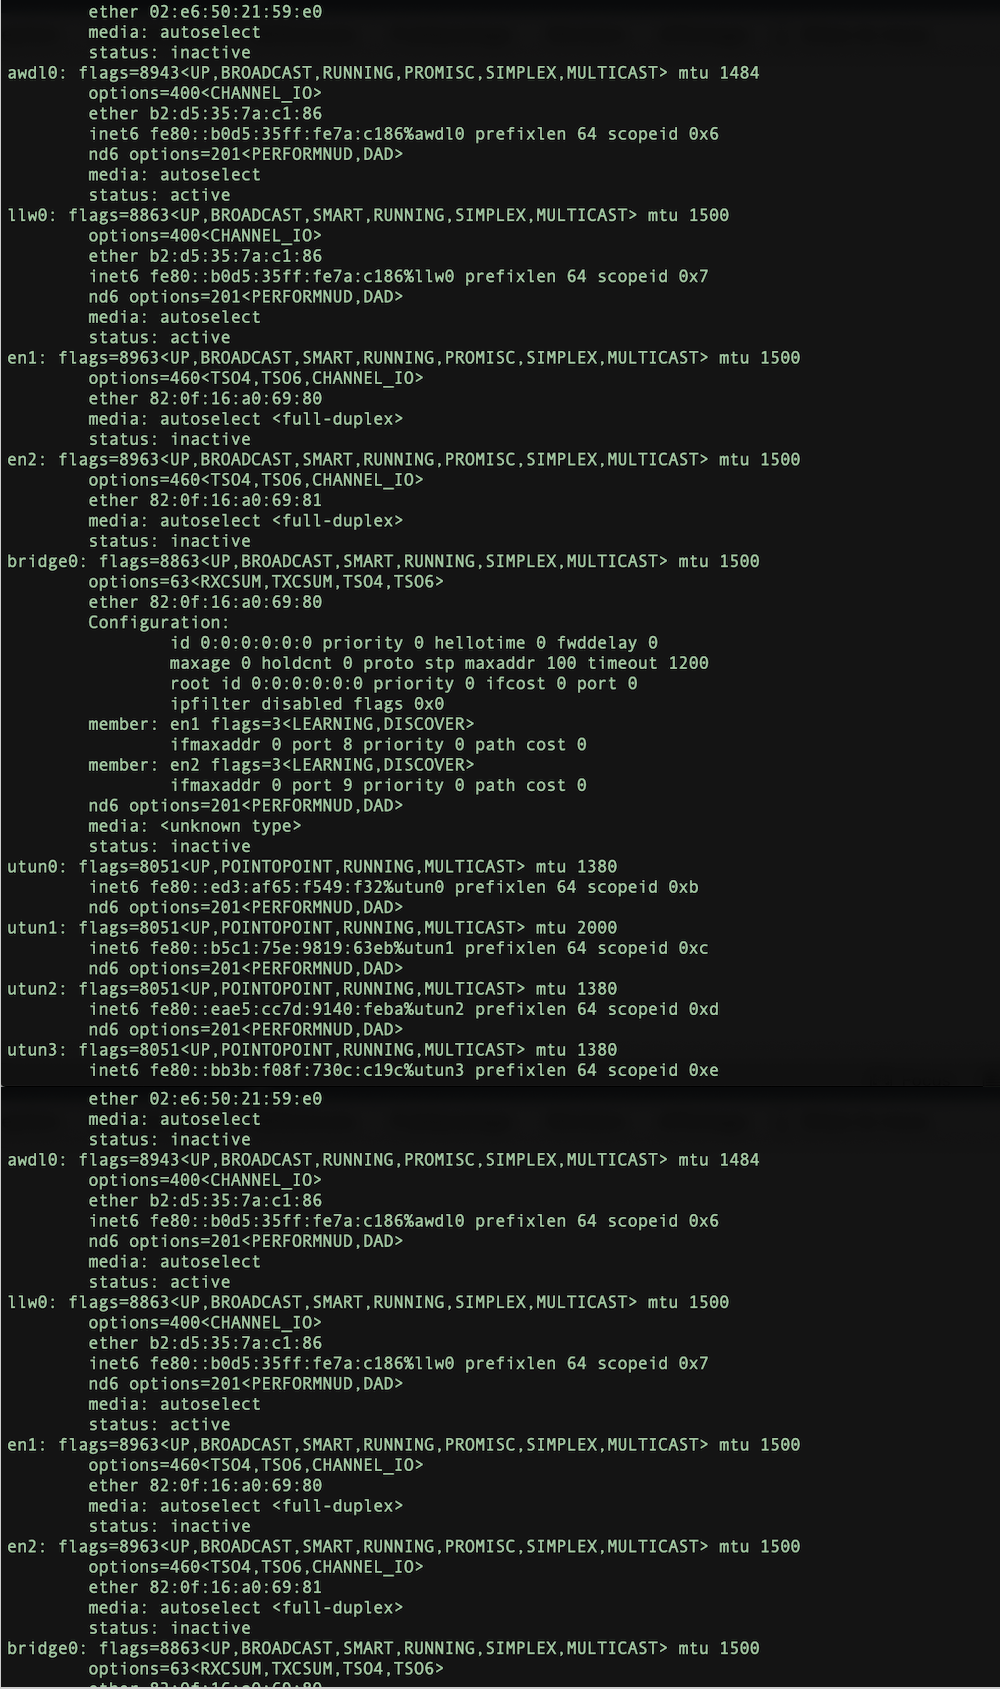 ether 02:e6:50:21:59:e0
media: autoselect
status: inactive
awdl0: flags=8943<UP,BROADCAST,RUNNING,PROMISC,SIMPLEX,MULTICAST> mtu 1484
options=400<CHANNEL_IO>
ether b2:d5:35:7a:c1:86
inet6 fe80::b0d5:35ff:fe7a:c186%awdl0 prefixlen 64 scopeid 0x6
nd6 options=201<PERFORMNUD,DAD>
media: autoselect
status: active
llw0: flags=8863<UP,BROADCAST,SMART,RUNNING,SIMPLEX,MULTICAST> mtu 1500
options=400<CHANNEL_IO>
ether b2:d5:35:7a:c1:86
inet6 fe80::b0d5:35ff:fe7a:c186%llw0 prefixlen 64 scopeid 0x7
nd6 options=201<PERFORMNUD,DAD>
media: autoselect
status: active
en1: flags=8963<UP,BROADCAST,SMART,RUNNING,PROMISC,SIMPLEX,MULTICAST> mtu 1500
options=460<TSO4,TSO6,CHANNEL_IO>
ether 82:0f:16:a0:69:80
media: autoselect <full-duplex>
status: inactive
en2: flags=8963<UP,BROADCAST,SMART,RUNNING,PROMISC,SIMPLEX,MULTICAST> mtu 1500
options=460<TSO4,TSO6,CHANNEL_IO>
ether 82:0f:16:a0:69:81
media: autoselect <full-duplex>
status: inactive
bridge0: flags=8863<UP,BROADCAST,SMART,RUNNING,SIMPLEX,MULTICAST> mtu 1500
options=63<RXCSUM,TXCSUM,TSO4,TSO6>
ether 82:0f:16:a0:69:80
Configuration:
id 0:0:0:0:0:0 priority 0 hellotime 0 fwddelay 0
maxage 0 holdcnt 0 proto stp maxaddr 100 timeout 1200
root id 0:0:0:0:0:0 priority 0 ifcost 0 port 0
ipfilter disabled flags 0x0
member: en1 flags=3<LEARNING,DISCOVER>
ifmaxaddr 0 port 8 priority 0 path cost 0
member: en2 flags=3<LEARNING,DISCOVER>
ifmaxaddr 0 port 9 priority 0 path cost 0
nd6 options=201<PERFORMNUD,DAD>
media: <unknown type>
status: inactive
utun0: flags=8051<UP,POINTOPOINT,RUNNING,MULTICAST> mtu 1380
inet6 fe80::ed3:af65:f549:f32%utun0 prefixlen 64 scopeid 0xb
nd6 options=201<PERFORMNUD,DAD>
utun1: flags=8051<UP,POINTOPOINT,RUNNING,MULTICAST> mtu 2000
inet6 fe80::b5c1:75e:9819:63eb%utun1 prefixlen 64 scopeid 0xc
nd6 options=201<PERFORMNUD,DAD>
utun2: flags=8051<UP,POINTOPOINT,RUNNING,MULTICAST> mtu 1380
inet6 fe80::eae5:cc7d:9140:feba%utun2 prefixlen 64 scopeid 0xd
nd6 options=201<PERFORMNUD,DAD>
utun3: flags=8051<UP,POINTOPOINT,RUNNING,MULTICAST> mtu 1380
inet6 fe80::bb3b:f08f:730c:c19c%utun3 prefixlen 64 scopeid 0xe
ether 02:e6:50:21:59:e0
media: autoselect
status: inactive
awdl0: flags=8943<UP,BROADCAST,RUNNING,PROMISC,SIMPLEX,MULTICAST> mtu 1484
options=400<CHANNEL_IO>
ether b2:d5:35:7a:c1:86
inet6 fe80::b0d5:35ff:fe7a:c186%awdl0 prefixlen 64 scopeid 0x6
nd6 options=201<PERFORMNUD,DAD>
media: autoselect
status: active
llw0: flags=8863<UP,BROADCAST,SMART,RUNNING,SIMPLEX,MULTICAST> mtu 1500
options=400<CHANNEL_IO>
ether b2:d5:35:7a:c1:86
inet6 fe80::b0d5:35ff:fe7a:c186%llw0 prefixlen 64 scopeid 0x7
nd6 options=201<PERFORMNUD,DAD>
media: autoselect
status: active
en1: flags=8963<UP,BROADCAST,SMART,RUNNING,PROMISC,SIMPLEX,MULTICAST> mtu 1500
options=460<TSO4,TSO6,CHANNEL_IO>
ether 82:0f:16:a0:69:80
media: autoselect <full-duplex>
status: inactive
en2: flags=8963<UP,BROADCAST,SMART,RUNNING,PROMISC,SIMPLEX,MULTICAST> mtu 1500
options=460<TSO4,TSO6,CHANNEL_IO>
ether 82:0f:16:a0:69:81
media: autoselect <full-duplex>
status: inactive
bridge0: flags=8863<UP,BROADCAST,SMART,RUNNING,SIMPLEX,MULTICAST> mtu 1500
options=63<RXCSUM,TXCSUM,TSO4,TSO6>